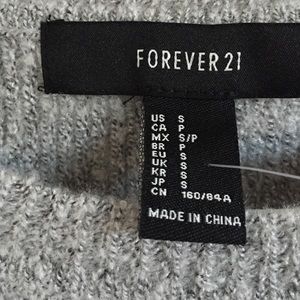 FOREVER 21
US S
CA P
MX S/P
BR P
EU S
UK S
KR S
JP S
CN 160/84A
MADE IN CHINA